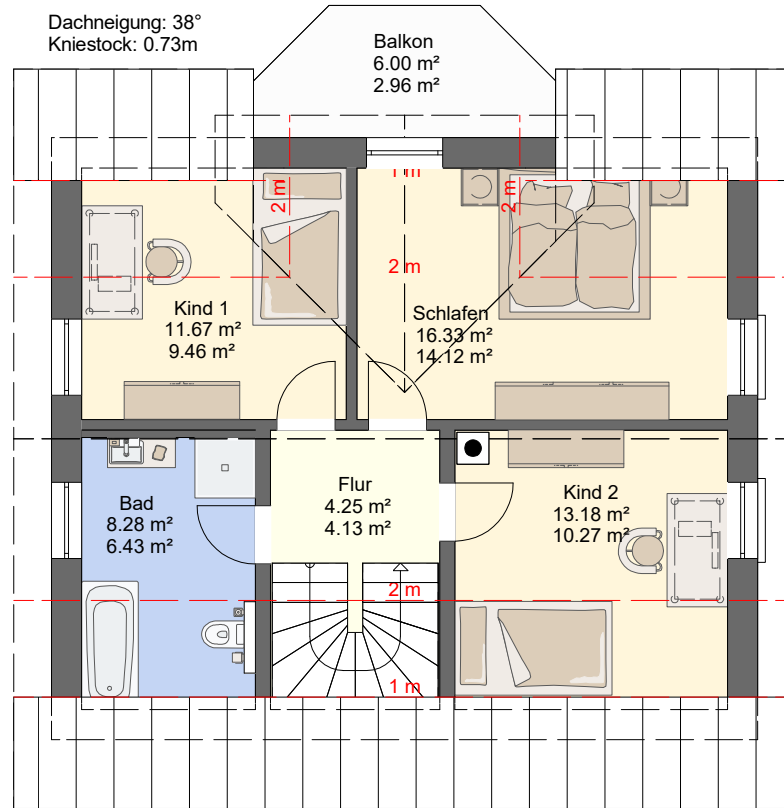 Dachneigung: 38°
Kniestock: 0.73m
Balkon
6.00 m²
2.96 m²
1 m
2 m
2 m
2 m
Kind 1
11.67 m²
9.46 m²
Schlafen
16.33 m²
14.12 m²
Bad
8.28 m²
6.43 m²
Flur
4.25 m²
4.13 m²
Kind 2
13.18 m²
10.27 m²
2 m
1 m